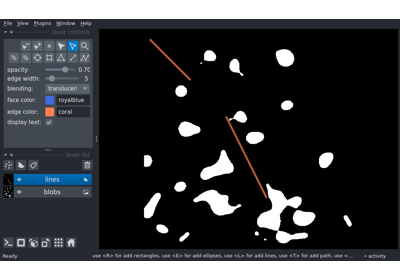 File View Plugins Window Help
layer controls
opacity: 0.70
edge width: 5
blending: translucen
face color: royalblue
edge color: coral
display text:
layer list
lines
blobs
Ready use <R> for add rectangles, use <E> for add ellipses, use <L> for add lines, use <T> for add path, use <... activity